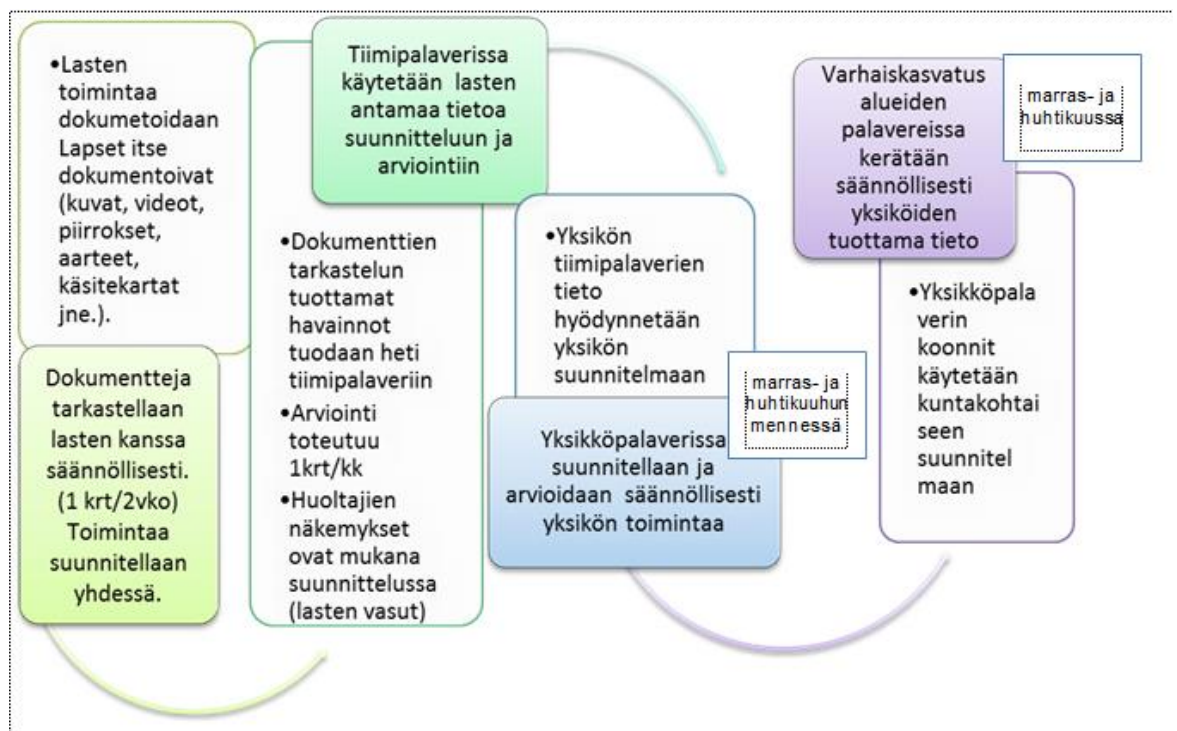 •Lasten
toimintaa
dokumetoidaan
Lapset itse
dokumentoivat
(kuvat, videot,
piirrokset,
aarteet,
käsitekartat
jne.).
Dokumentteja
tarkastellaan
lasten kanssa
säännöllisesti.
(1 krt/2vko)
Toimintaa
suunnitellaan
yhdessä.
Tiimipalaverissa
käytetään lasten
antamaa tietoa
suunnitteluun ja
arviointiin
•Dokumenttien
tarkastelun
tuottamat
havainnot
tuodaan heti
tiimipalaveriin
•Arviointi
toteutuu
1krt/kk
•Huoltajien
näkemykset
ovat mukana
suunnittelussa
(lasten vasut)
•Yksikön
tiimipalaverien
tieto
hyödynnetään
yksikön
suunnitelmaan
marras- ja
huhtikuuhun
mennessä
Yksikköpalaverissa
suunnitellaan ja
arvioidaan säännöllisesti
yksikön toimintaa
Varhaiskasvatus
alueiden
palavereissa
kerätään
säännöllisesti
yksiköiden
tuottama tieto
marras- ja
huhtikuussa
•Yksikköpala
verin
koonnit
käytetään
kuntakohtai
seen
suunnitel
maan